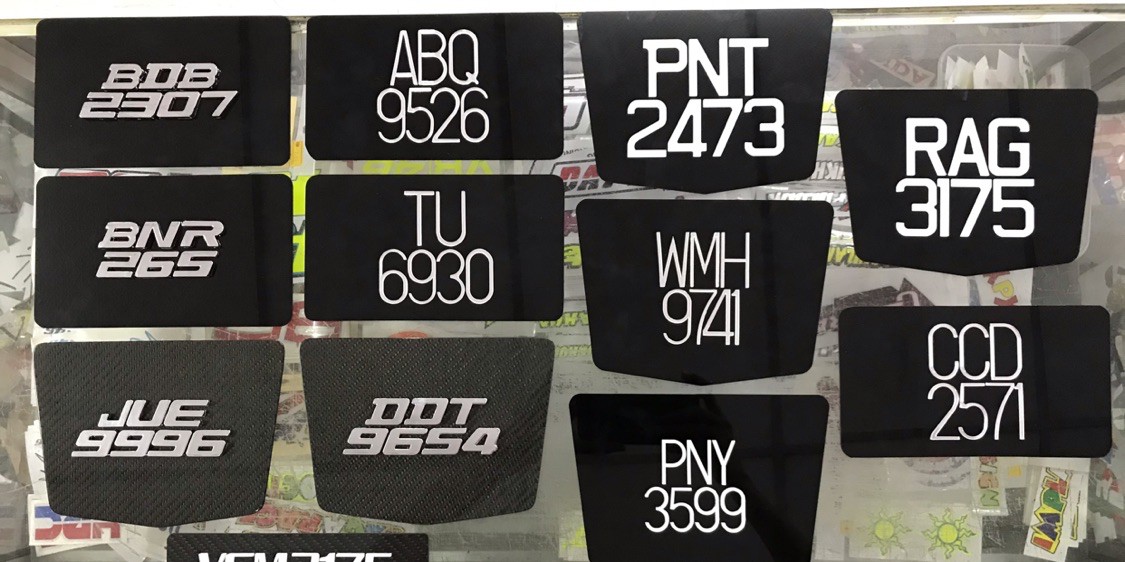 BDB
2307
ABQ
9526
PNT
2473
RAG
3175
BNR
265
TU
6930
WMH
9741
CCD
2571
JUE
9996
DDT
9654
PNY
3599